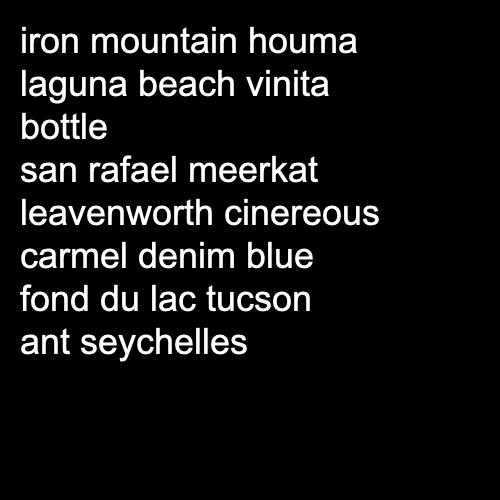 iron mountain houma
laguna beach vinita
bottle
san rafael meerkat
leavenworth cinereous
carmel denim blue
fond du lac tucson
ant seychelles